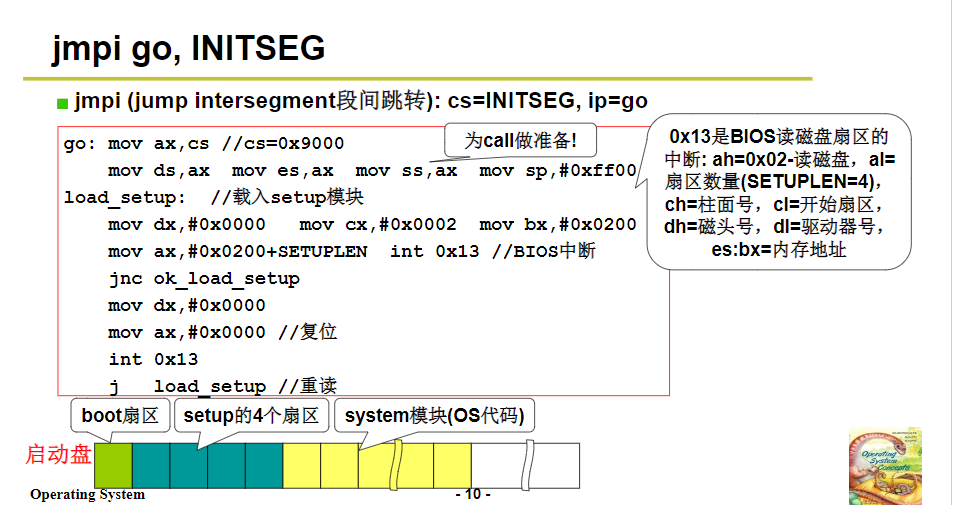 jmpi go, INITSEG
jmpi (jump intersegment段间跳转): cs=INITSEG, ip=go
go: mov ax,cs //cs=0x9000
为call做准备!
mov ds,ax mov es,ax mov ss,ax mov sp,#0xff00
load_setup: //载入setup模块
mov dx,#0x0000 mov cx,#0x0002 mov bx,#0x0200
mov ax,#0x0200+SETUPLEN int 0x13 //BIOS中断
jnc ok_load_setup
mov dx,#0x0000
mov ax,#0x0000 //复位
int 0x13
j load_setup //重读
0x13是BIOS读磁盘扇区的
中断: ah=0x02-读磁盘，al=
扇区数量(SETUPLEN=4)，
ch=柱面号，cl=开始扇区，
dh=磁头号，dl=驱动器号，
es:bx=内存地址
boot扇区
setup的4个扇区
system模块(OS代码)
启动盘
Operating System
- 10 -
Operating
System
Concepts